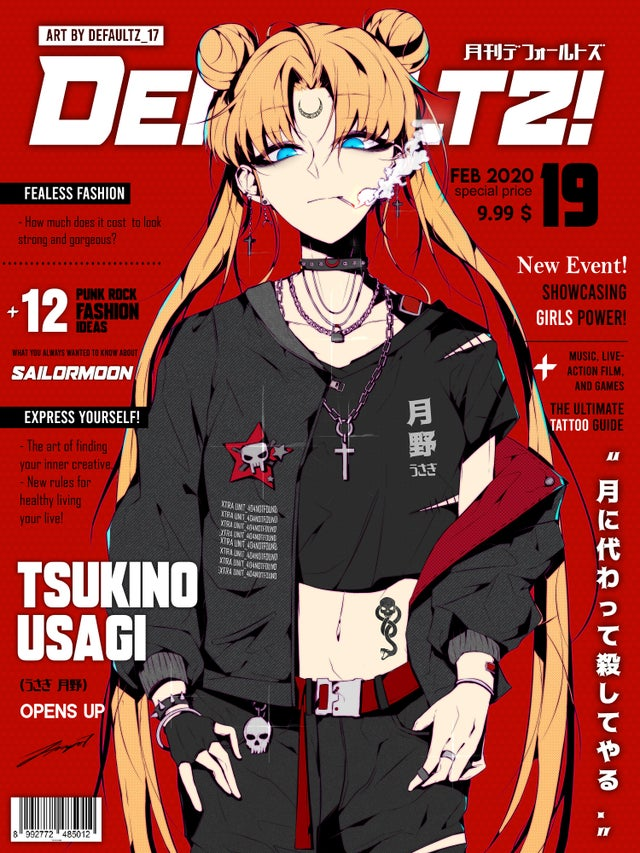 ART BY DEFAULTZ_17
月刊デフォールトズ
DEFAULTZ!
FEB 2020
special price
9.99 $
19
FEALESS FASHION
- How much does it cost to look
strong and gorgeous?
+12 PUNK ROCK
FASHION
IDEAS
WHAT YOU ALWAYS WANTED TO KNOW ABOUT
SAILORMOON
EXPRESS YOURSELF!
- The art of finding
your inner creative.
- New rules for
healthy living
your live!
TSUKINO
USAGI
(うさぎ 月野)
OPENS UP
8 992772 485012
New Event!
SHOWCASING
GIRLS POWER!
+ MUSIC, LIVE-
ACTION FILM,
AND GAMES
THE ULTIMATE
TATTOO GUIDE
"月に代わって殺してやる."
月野
うさぎ
XTRA UNIT_404NOTFOUND
XTRA UNIT_404NOTFOUND
XTRA UNIT_404NOTFOUND
XTRA UNIT_404NOTFOUND
XTRA UNIT_404NOTFOUND
XTRA UNIT_404NOTFOUND
XTRA UNIT_404NOTFOUND
XTRA UNIT_404NOTFOUND